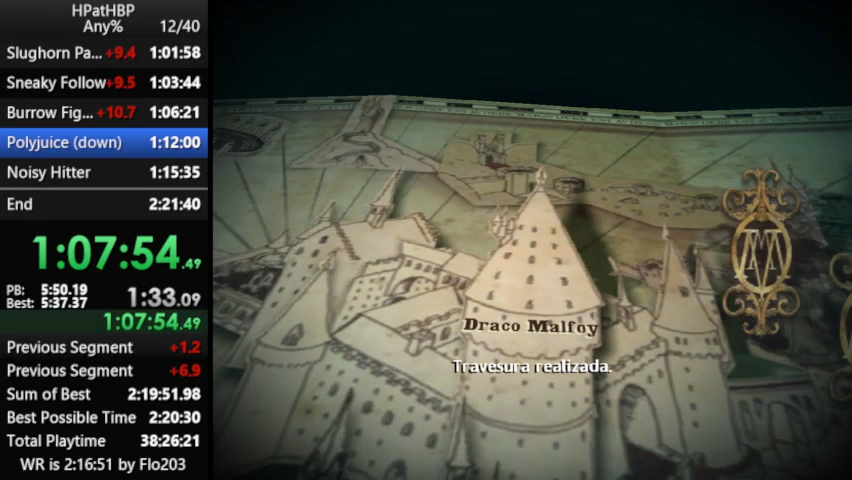 HPatHBP
Any% 12/40
Slughorn Pa... +9.4 1:01:58
Sneaky Follow +9.5 1:03:44
Burrow Fig... +10.7 1:06:21
Polyjuice (down) 1:12:00
Noisy Hitter 1:15:35
End 2:21:40
1:07:54.49
PB: 5:50.19
Best: 5:37.37
1:33.09
1:07:54.49
Previous Segment +1.2
Previous Segment +6.9
Sum of Best 2:19:51.98
Best Possible Time 2:20:30
Total Playtime 38:26:21
WR is 2:16:51 by Flo203
Draco Malfoy
Travesura realizada.